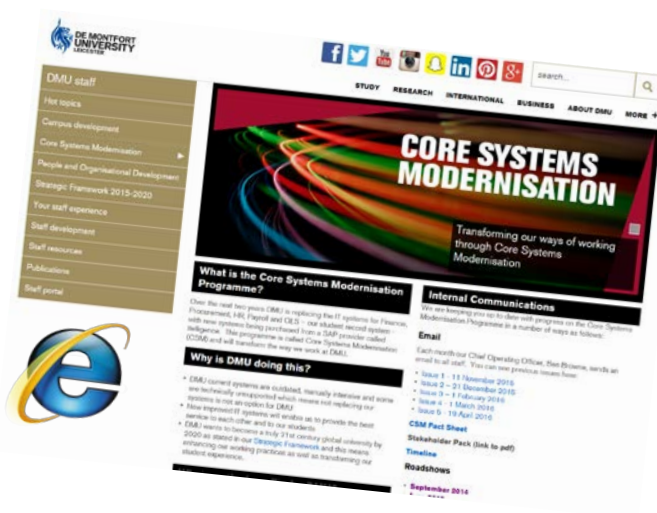 DE MONTFORT
UNIVERSITY
LEICESTER
search...
STUDY
RESEARCH
INTERNATIONAL
BUSINESS
ABOUT DMU
MORE
DMU staff
Hot topics
Campus development
Core Systems Modernisation
People and Organisational Development
Strategic Framework 2015-2020
Your staff experience
Staff development
Staff resources
Publications
Staff portal
CORE SYSTEMS
MODERNISATION
Transforming our ways of working
through Core Systems
Modernisation
What is the Core Systems Modernisation
Programme?
Over the next two years DMU is replacing the IT systems for Finance,
Procurement, HR, Payroll and QLS – our student record system -
with new systems being purchased from a SAP provider called
itelligence. This programme is called Core Systems Modernisation
(CSM) and will transform the way we work at DMU.
Why is DMU doing this?
• DMU current systems are outdated, manually intensive and some
are technically unsupported which means not replacing our
systems is not an option for DMU
• New improved IT systems will enable us to provide the best
service to each other and to our students
• DMU wants to become a truly 21st century global university by
2020 as stated in our Strategic Framework and this means
enhancing our working practices as well as transforming our
student experience.
Internal Communications
We are keeping you up to date with progress on the Core Systems
Modernisation Programme in a number of ways as follows:
Email
Each month our Chief Operating Officer, Ben Browne, sends an
email to all staff. You can see previous issues here:
• Issue 1 - 11 November 2015
• Issue 2 – 21 December 2015
• Issue 3 – 1 February 2016
• Issue 4 - 1 March 2016
• Issue 5 - 19 April 2016
CSM Fact Sheet
Stakeholder Pack (link to pdf)
Timeline
Roadshows
• September 2014